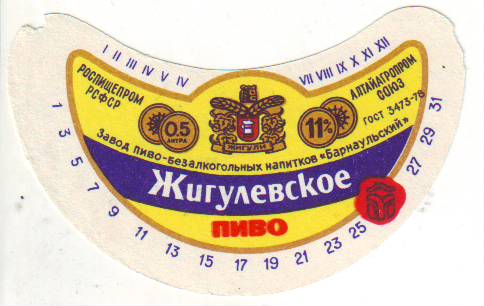 I II III IV V IV
VII VIII IX X XI XII
РОСПИЩЕПРОМ
РСФСР
АЛТАЙАГРОПРОМ
СОЮЗ
ГОСТ 3473-78
0.5
ЛИТРА
ЖИГУЛИ
11%
Завод пиво-безалкогольных напитков «Барнаульский»
Жигулевское
ПИВО
1 3 5 7 9 11 13 15 17 19 21 23 25 27 29 31